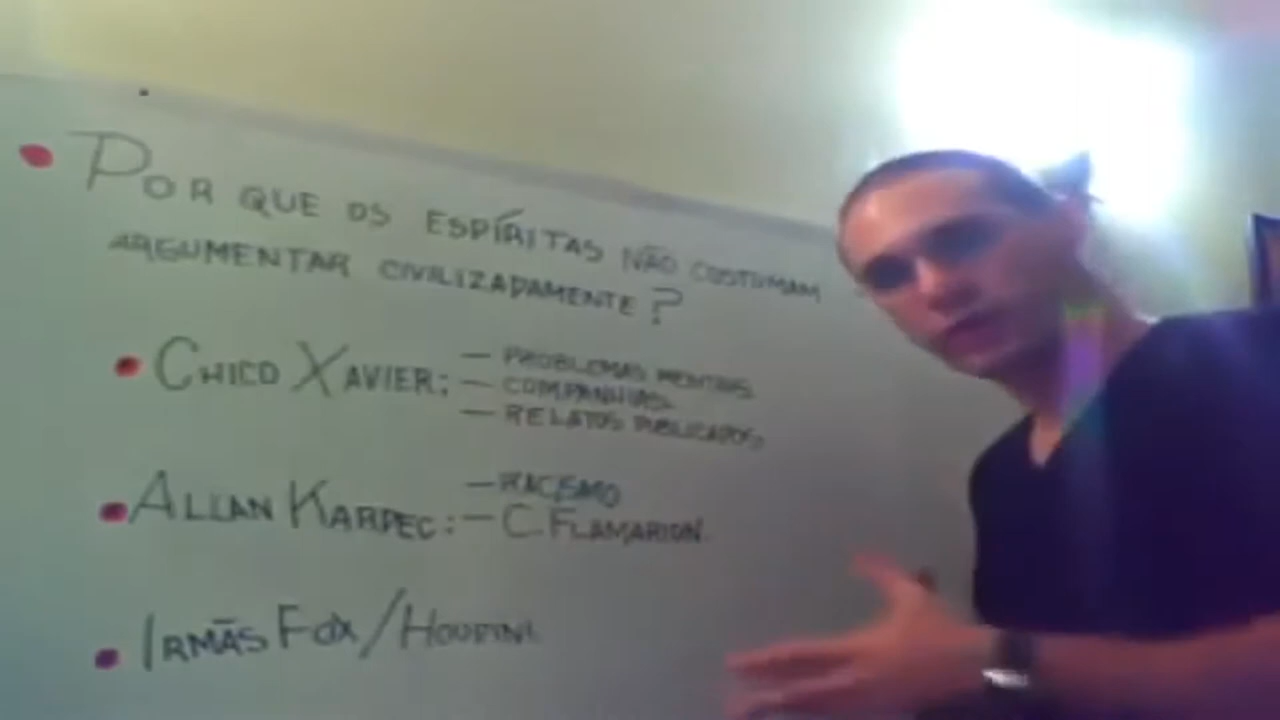 POR QUE OS ESPÍRITAS NÃO COSTUMAM
ARGUMENTAR CIVILIZADAMENTE?
CHICO XAVIER: — PROBLEMAS MENTAIS
— COMPANHIAS
— RELATOS PUBLICADOS
ALLAN KARDEC: — RACISMO
— C. FLAMARION.
IRMÃS FOX/HOUDINI